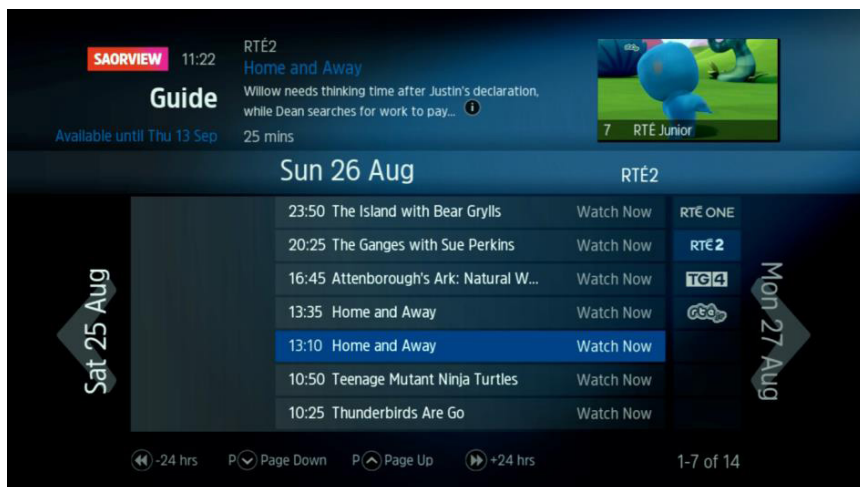 SAORVIEW 11:22
Guide
Available until Thu 13 Sep
RTÉ2
Home and Away
Willow needs thinking time after Justin's declaration,
while Dean searches for work to pay... i
25 mins
7 RTÉ Junior
Sun 26 Aug RTÉ2
Sat 25 Aug
23:50 The Island with Bear Grylls Watch Now
20:25 The Ganges with Sue Perkins Watch Now
16:45 Attenborough's Ark: Natural W... Watch Now
13:35 Home and Away Watch Now
13:10 Home and Away Watch Now
10:50 Teenage Mutant Ninja Turtles Watch Now
10:25 Thunderbirds Are Go Watch Now
RTÉ ONE
RTÉ 2
TG4
Mon 27 Aug
-24 hrs P Page Down P Page Up +24 hrs 1-7 of 14